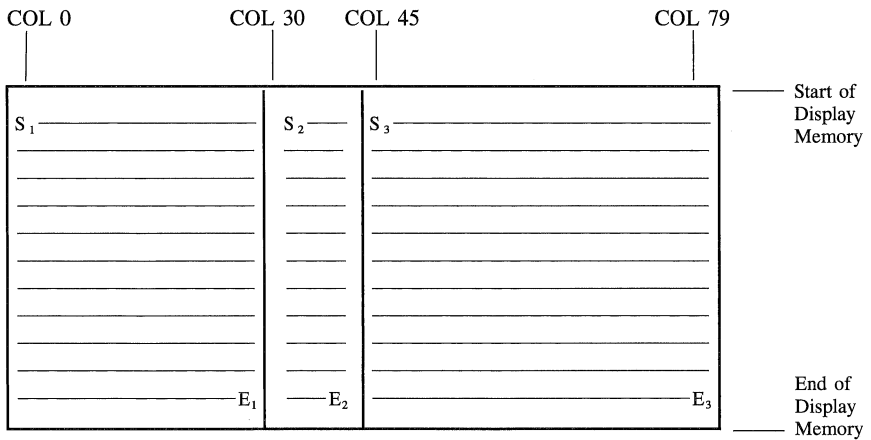 COL 0 COL 30 COL 45 COL 79
Start of
Display
Memory
S1 S2 S3
E1 E2 E3
End of
Display
Memory